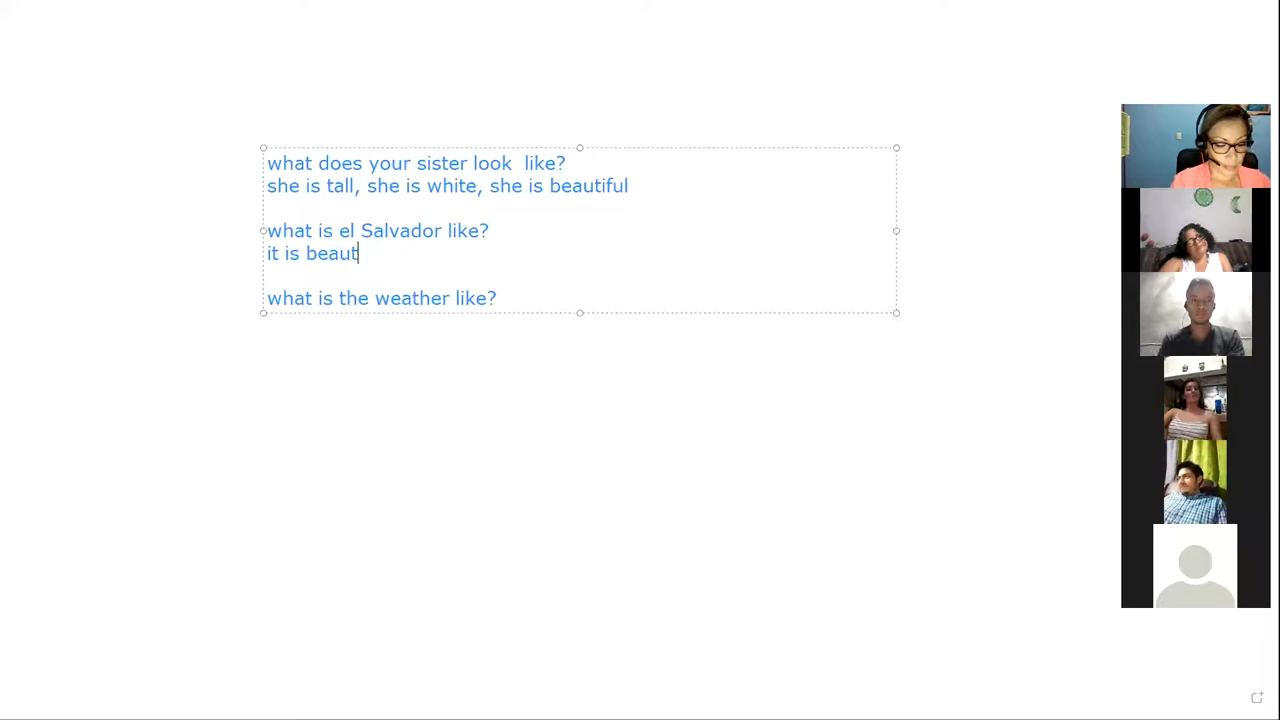 what does your sister look  like?
she is tall, she is white, she is beautiful
what is el Salvador like?
it is beaut
what is the weather like?